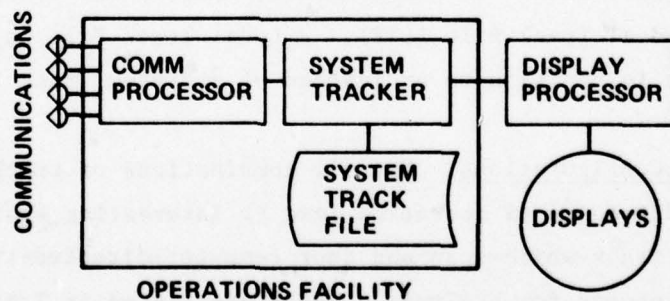 COMMUNICATIONS
COMM
PROCESSOR
SYSTEM
TRACKER
DISPLAY
PROCESSOR
SYSTEM
TRACK
FILE
DISPLAYS
OPERATIONS FACILITY